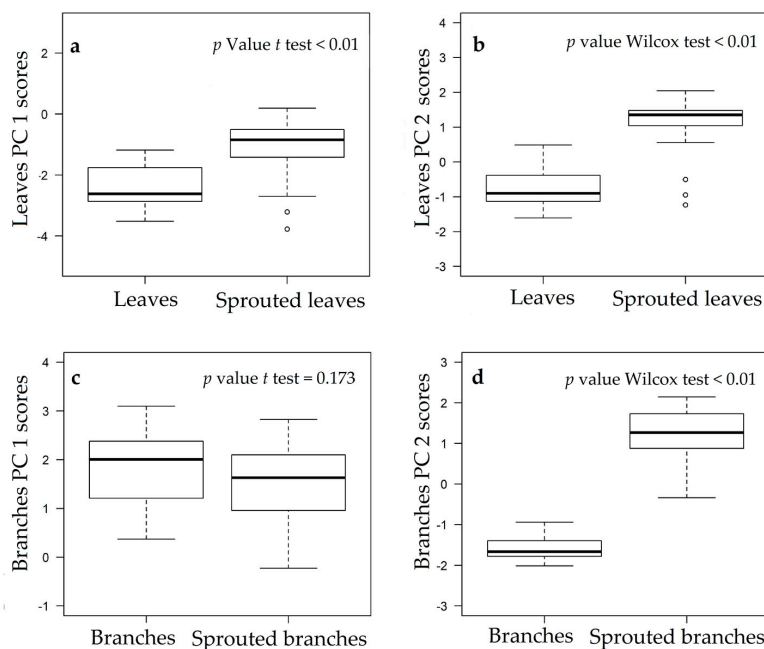 a
p Value t test < 0.01
Leaves PC 1 scores
2
0
-2
-4
Leaves
Sprouted leaves
b
p value Wilcox test < 0.01
Leaves PC 2 scores
4
3
2
1
0
-1
-2
-3
Leaves
Sprouted leaves
c
p value t test = 0.173
Branches PC 1 scores
4
3
2
1
0
-1
Branches
Sprouted branches
d
p value Wilcox test < 0.01
Branches PC 2 scores
3
2
1
0
-1
-2
-3
Branches
Sprouted branches